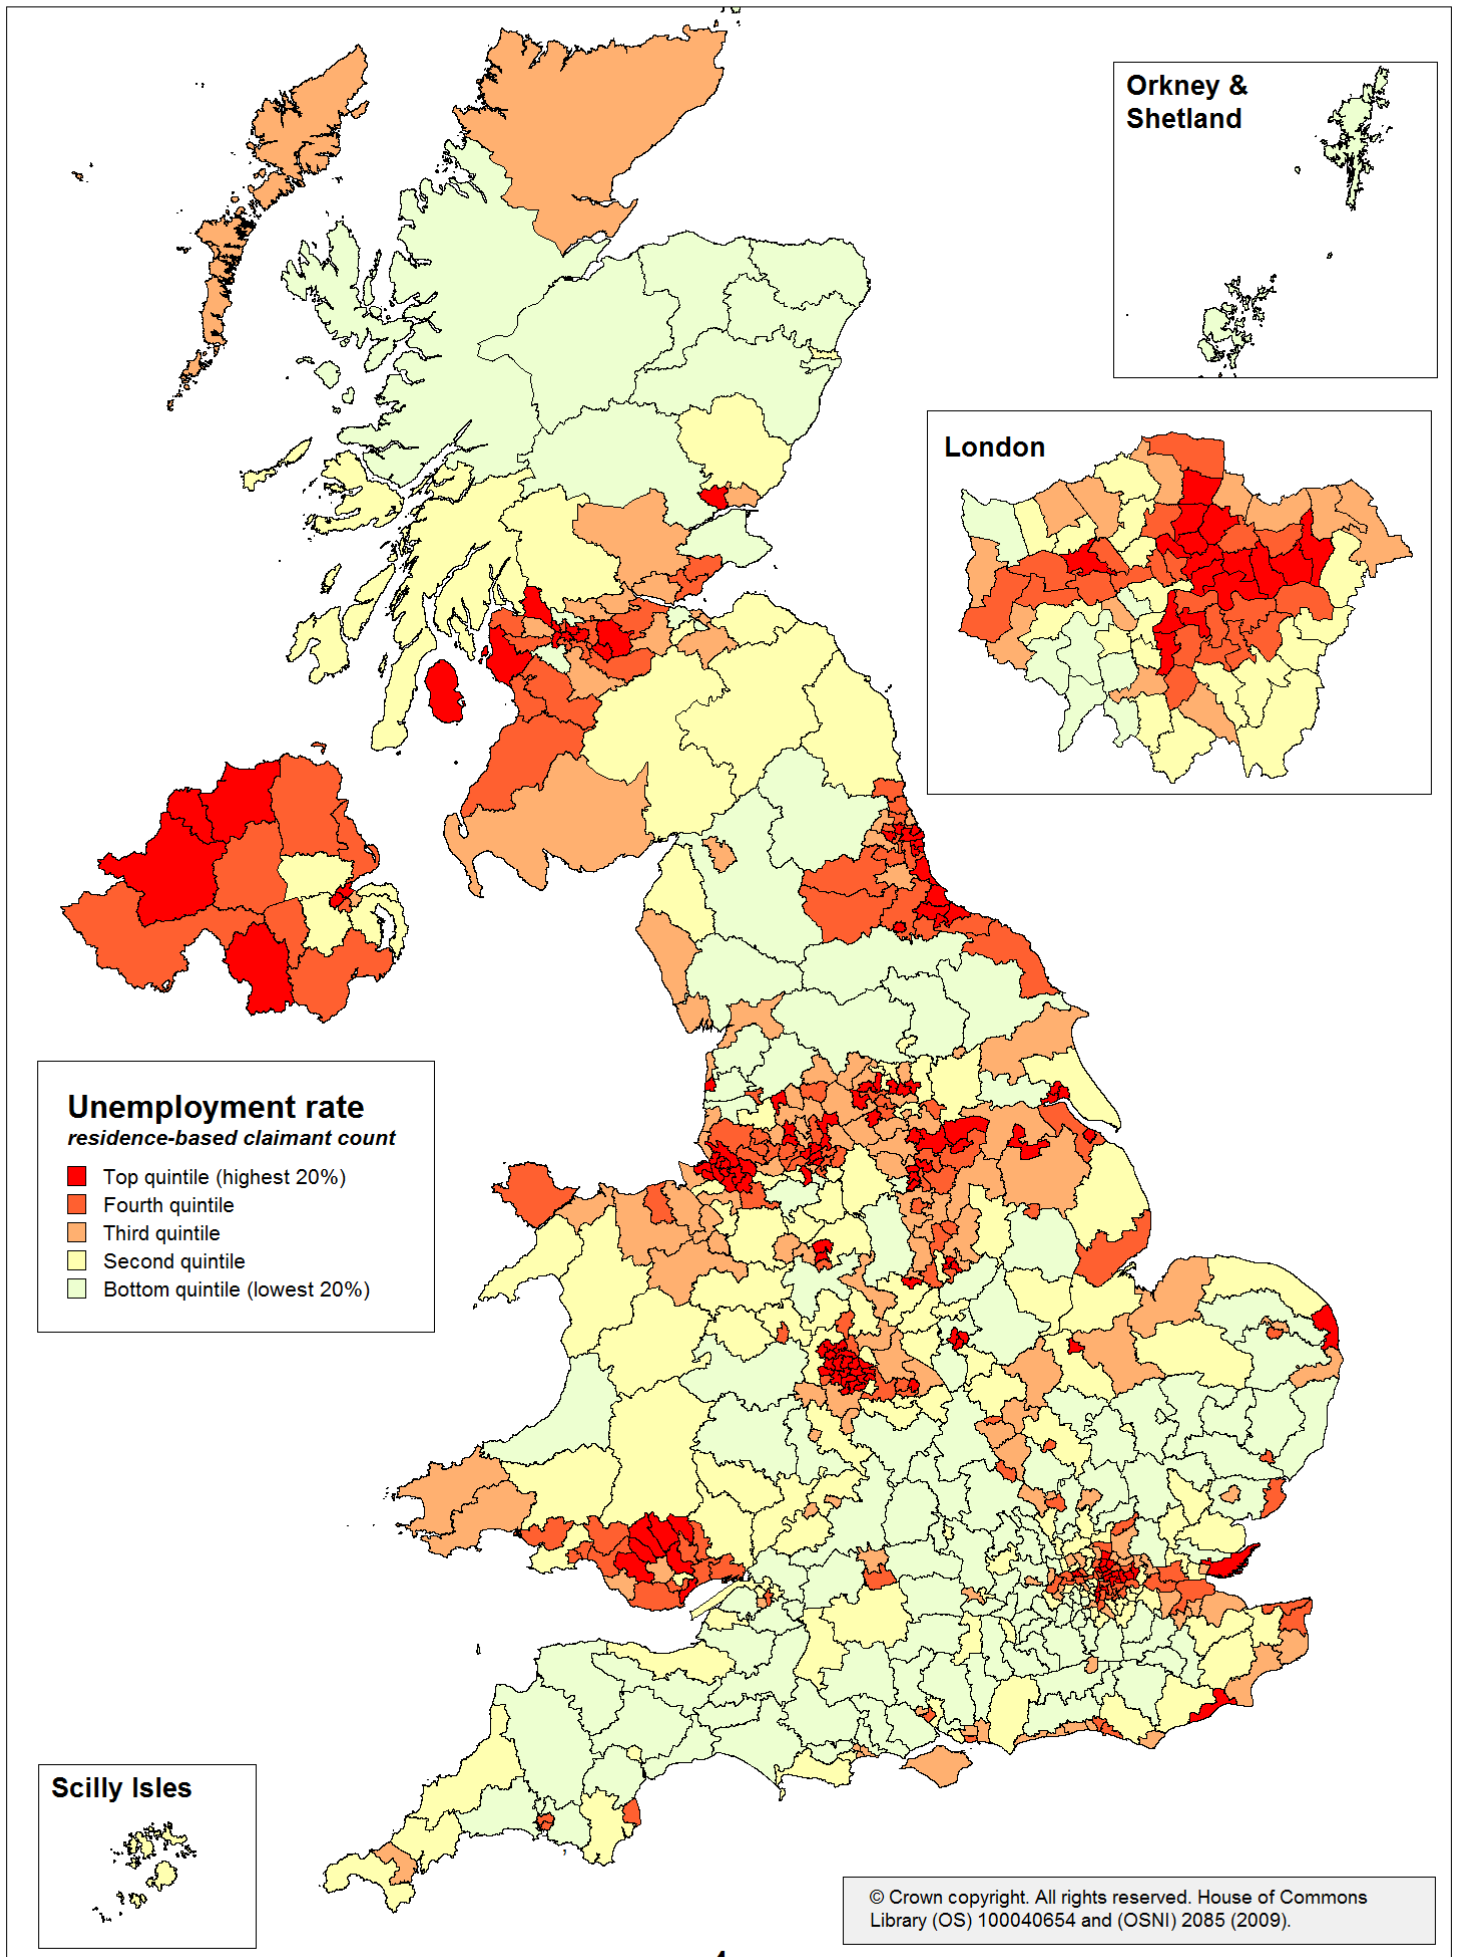 Orkney &
Shetland
London
Unemployment rate
residence-based claimant count
Top quintile (highest 20%)
Fourth quintile
Third quintile
Second quintile
Bottom quintile (lowest 20%)
Scilly Isles
© Crown copyright. All rights reserved. House of Commons
Library (OS) 100040654 and (OSNI) 2085 (2009).